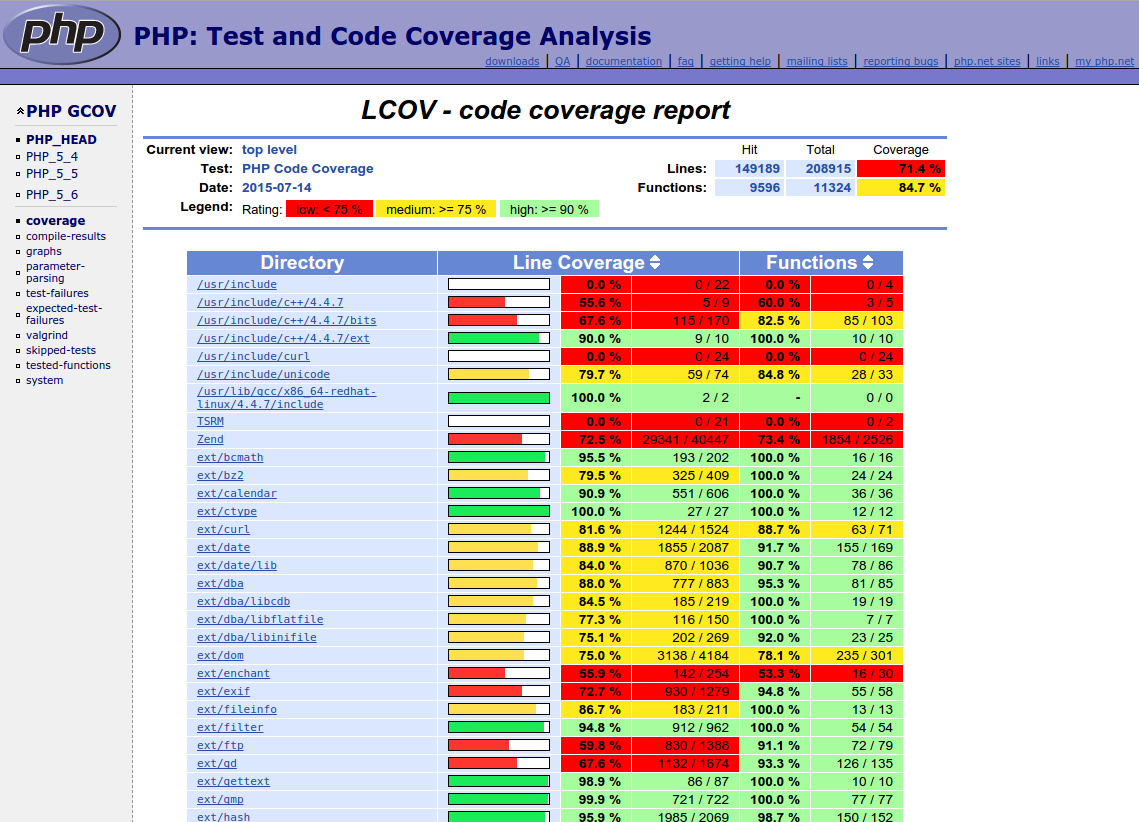 php
PHP: Test and Code Coverage Analysis
downloads | QA | documentation | faq | getting help | mailing lists | reporting bugs | php.net sites | links | my php.net
PHP GCOV
PHP_HEAD
PHP_5_4
PHP_5_5
PHP_5_6
coverage
compile-results
graphs
parameter-
parsing
test-failures
expected-test-
failures
valgrind
skipped-tests
tested-functions
system
LCOV - code coverage report
Current view: top level
Hit Total Coverage
Test: PHP Code Coverage
Lines: 149189 208915 71.4 %
Date: 2015-07-14
Functions: 9596 11324 84.7 %
Legend: Rating: low: < 75 % medium: >= 75 % high: >= 90 %
Directory Line Coverage Functions
/usr/include 0.0 % 0 / 22 0.0 % 0 / 4
/usr/include/c++/4.4.7 55.6 % 5 / 9 60.0 % 3 / 5
/usr/include/c++/4.4.7/bits 67.6 % 115 / 170 82.5 % 85 / 103
/usr/include/c++/4.4.7/ext 90.0 % 9 / 10 100.0 % 10 / 10
/usr/include/curl 0.0 % 0 / 24 0.0 % 0 / 24
/usr/include/unicode 79.7 % 59 / 74 84.8 % 28 / 33
/usr/lib/gcc/x86_64-redhat-
linux/4.4.7/include 100.0 % 2 / 2 - 0 / 0
TSRM 0.0 % 0 / 21 0.0 % 0 / 2
Zend 72.5 % 29341 / 40447 73.4 % 1854 / 2526
ext/bcmath 95.5 % 193 / 202 100.0 % 16 / 16
ext/bz2 79.5 % 325 / 409 100.0 % 24 / 24
ext/calendar 90.9 % 551 / 606 100.0 % 36 / 36
ext/ctype 100.0 % 27 / 27 100.0 % 12 / 12
ext/curl 81.6 % 1244 / 1524 88.7 % 63 / 71
ext/date 88.9 % 1855 / 2087 91.7 % 155 / 169
ext/date/lib 84.0 % 870 / 1036 90.7 % 78 / 86
ext/dba 88.0 % 777 / 883 95.3 % 81 / 85
ext/dba/libcdb 84.5 % 185 / 219 100.0 % 19 / 19
ext/dba/libflatfile 77.3 % 116 / 150 100.0 % 7 / 7
ext/dba/libinifile 75.1 % 202 / 269 92.0 % 23 / 25
ext/dom 75.0 % 3138 / 4184 78.1 % 235 / 301
ext/enchant 55.9 % 142 / 254 53.3 % 16 / 30
ext/exif 72.7 % 930 / 1279 94.8 % 55 / 58
ext/fileinfo 86.7 % 183 / 211 100.0 % 13 / 13
ext/filter 94.8 % 912 / 962 100.0 % 54 / 54
ext/ftp 59.8 % 830 / 1388 91.1 % 72 / 79
ext/gd 67.6 % 1132 / 1674 93.3 % 126 / 135
ext/gettext 98.9 % 86 / 87 100.0 % 10 / 10
ext/gmp 99.9 % 721 / 722 100.0 % 77 / 77
ext/hash 95.9 % 1985 / 2069 98.7 % 150 / 152